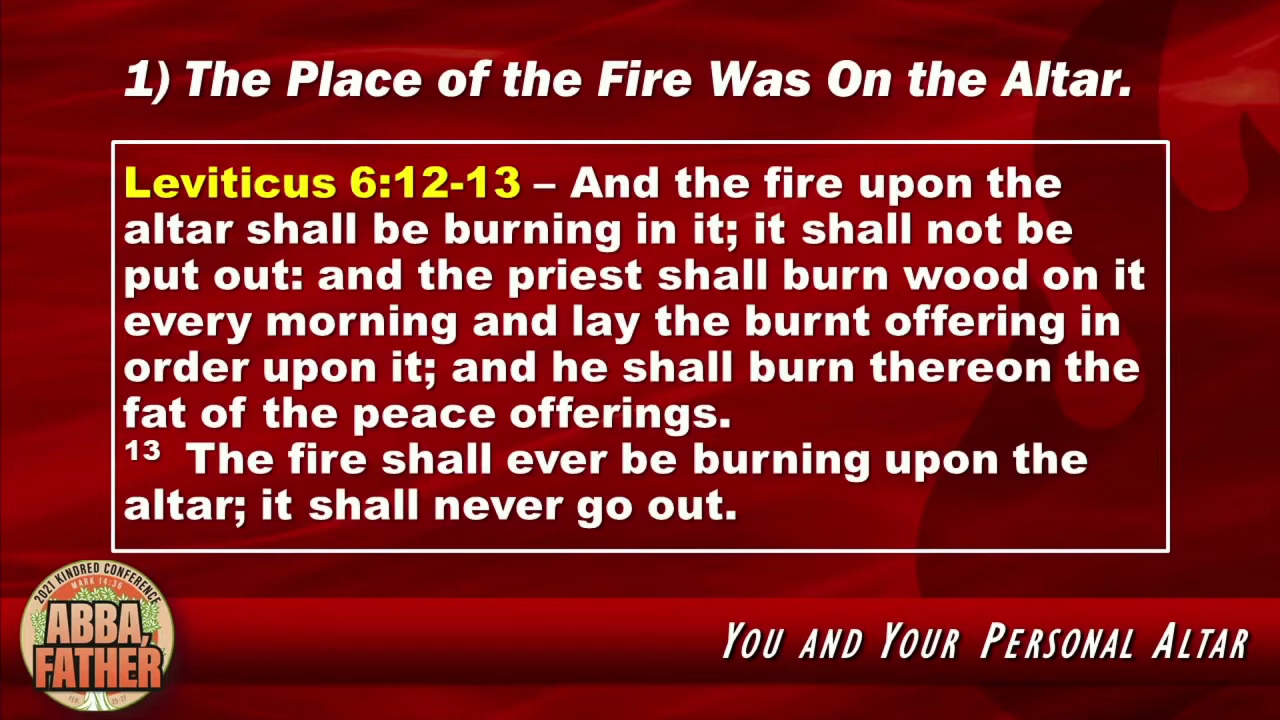 1) The Place of the Fire Was On the Altar.
Leviticus 6:12-13 – And the fire upon the
altar shall be burning in it; it shall not be
put out: and the priest shall burn wood on it
every morning and lay the burnt offering in
order upon it; and he shall burn thereon the
fat of the peace offerings.
13 The fire shall ever be burning upon the
altar; it shall never go out.
2021 KINDRED CONFERENCE
MARK 14:36
ABBA,
FATHER
YOU AND YOUR PERSONAL ALTAR